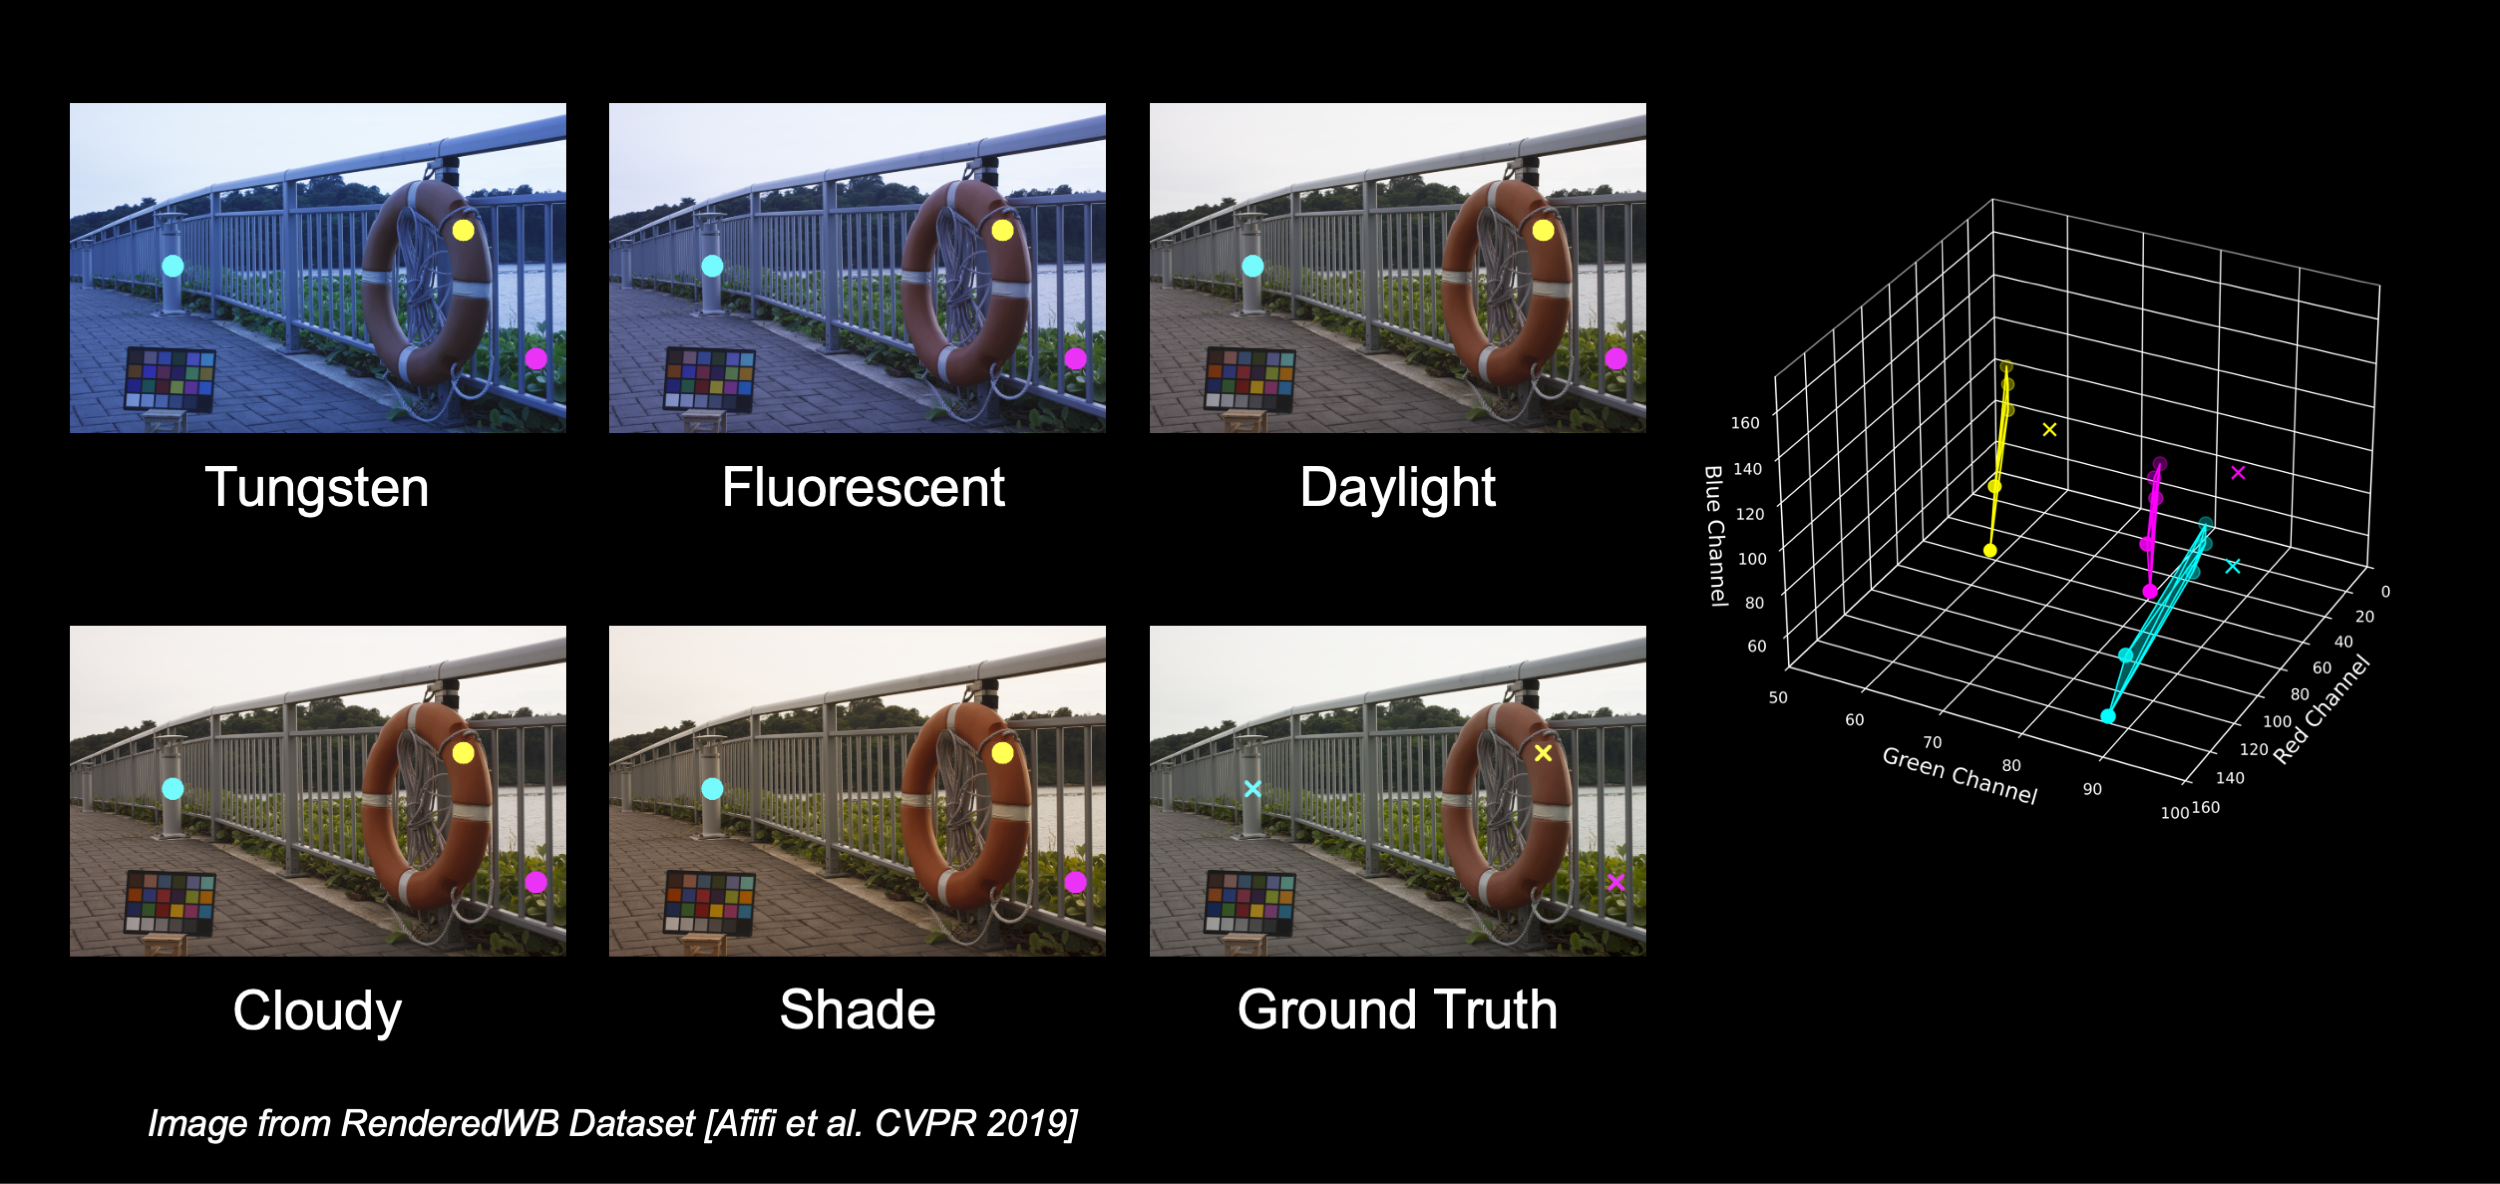 Tungsten
Fluorescent
Daylight
Cloudy
Shade
Ground Truth
Image from RenderedWB Dataset [Afifi et al. CVPR 2019]
160
140
120
100
80
60
Blue Channel
50
60
70
80
90
100
Green Channel
0
20
40
60
80
100
120
140
160
Red Channel